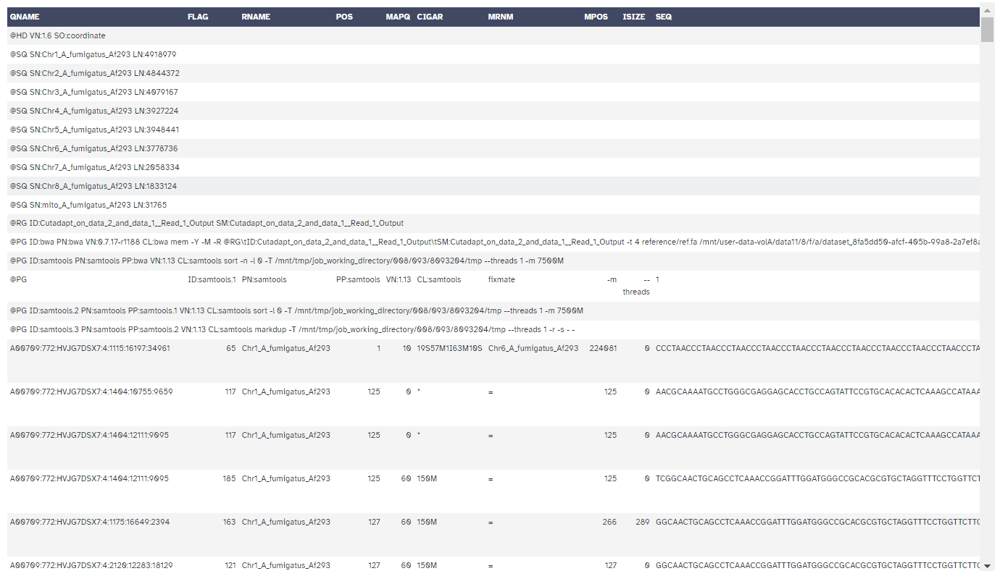 QNAME FLAG RNAME POS MAPQ CIGAR MRNM MPOS ISIZE SEQ
@HD VN:1.6 SO:coordinate
@SQ SN:Chr1_A_fumigatus_Af293 LN:4918979
@SQ SN:Chr2_A_fumigatus_Af293 LN:4844372
@SQ SN:Chr3_A_fumigatus_Af293 LN:4079167
@SQ SN:Chr4_A_fumigatus_Af293 LN:3927224
@SQ SN:Chr5_A_fumigatus_Af293 LN:3948441
@SQ SN:Chr6_A_fumigatus_Af293 LN:3778736
@SQ SN:Chr7_A_fumigatus_Af293 LN:2058334
@SQ SN:Chr8_A_fumigatus_Af293 LN:1833124
@SQ SN:mito_A_fumigatus_Af293 LN:31765
@RG ID:Cutadapt_on_data_2_and_data_1__Read_1_Output SM:Cutadapt_on_data_2_and_data_1__Read_1_Output
@PG ID:bwa PN:bwa VN:0.7.17-r1188 CL:bwa mem -Y -M -R @RG\tID:Cutadapt_on_data_2_and_data_1__Read_1_Output\tSM:Cutadapt_on_data_2_and_data_1__Read_1_Output -t 4 reference/ref.fa /mnt/user-data-volA/data11/8/f/a/dataset_8fa5dd50-afcf-405b-99a8-2a7ef8a
@PG ID:samtools PN:samtools PP:bwa VN:1.13 CL:samtools sort -n -l 0 -T /mnt/tmp/job_working_directory/008/093/8093204/tmp --threads 1 -m 7500M
@PG ID:samtools.1 PN:samtools PP:samtools VN:1.13 CL:samtools fixmate -m -- 1
threads
@PG ID:samtools.2 PN:samtools PP:samtools.1 VN:1.13 CL:samtools sort -l 0 -T /mnt/tmp/job_working_directory/008/093/8093204/tmp --threads 1 -m 7500M
@PG ID:samtools.3 PN:samtools PP:samtools.2 VN:1.13 CL:samtools markdup -T /mnt/tmp/job_working_directory/008/093/8093204/tmp --threads 1 -r -s - -
A00709:772:HVJG7DSX7:4:1115:16197:34961 65 Chr1_A_fumigatus_Af293 1 10 19S57M1I63M10S Chr6_A_fumigatus_Af293 224081 0 CCCTAACCCTAACCCTAACCCTAACCCTAACCCTAACCCTAACCCTAACCCTAACCCTAACCCTAACCCTA
A00709:772:HVJG7DSX7:4:1404:10755:9659 117 Chr1_A_fumigatus_Af293 125 0 * = 125 0 AACGCAAAATGCCTGGGCGAGGAGCACCTGCCAGTATTCCGTGCACACACTCAAAGCCATAAA
A00709:772:HVJG7DSX7:4:1404:12111:9095 117 Chr1_A_fumigatus_Af293 125 0 * = 125 0 AACGCAAAATGCCTGGGCGAGGAGCACCTGCCAGTATTCCGTGCACACACTCAAAGCCATAAA
A00709:772:HVJG7DSX7:4:1404:12111:9095 185 Chr1_A_fumigatus_Af293 125 60 150M = 125 0 TCGGCAACTGCAGCCTCAAACCGGATTTGGATGGGCCGCACGCGTGCTAGGTTTCCTGGTTCT
A00709:772:HVJG7DSX7:4:1175:16649:2394 163 Chr1_A_fumigatus_Af293 127 60 150M = 266 289 GGCAACTGCAGCCTCAAACCGGATTTGGATGGGCCGCACGCGTGCTAGGTTTCCTGGTTCTTC
A00709:772:HVJG7DSX7:4:2120:12283:18129 121 Chr1_A_fumigatus_Af293 127 60 150M = 127 0 GGCAACTGCAGCCTCAAACCGGATTTGGATGGGCCGCACGCGTGCTAGGTTTCCTGGTTCTTC